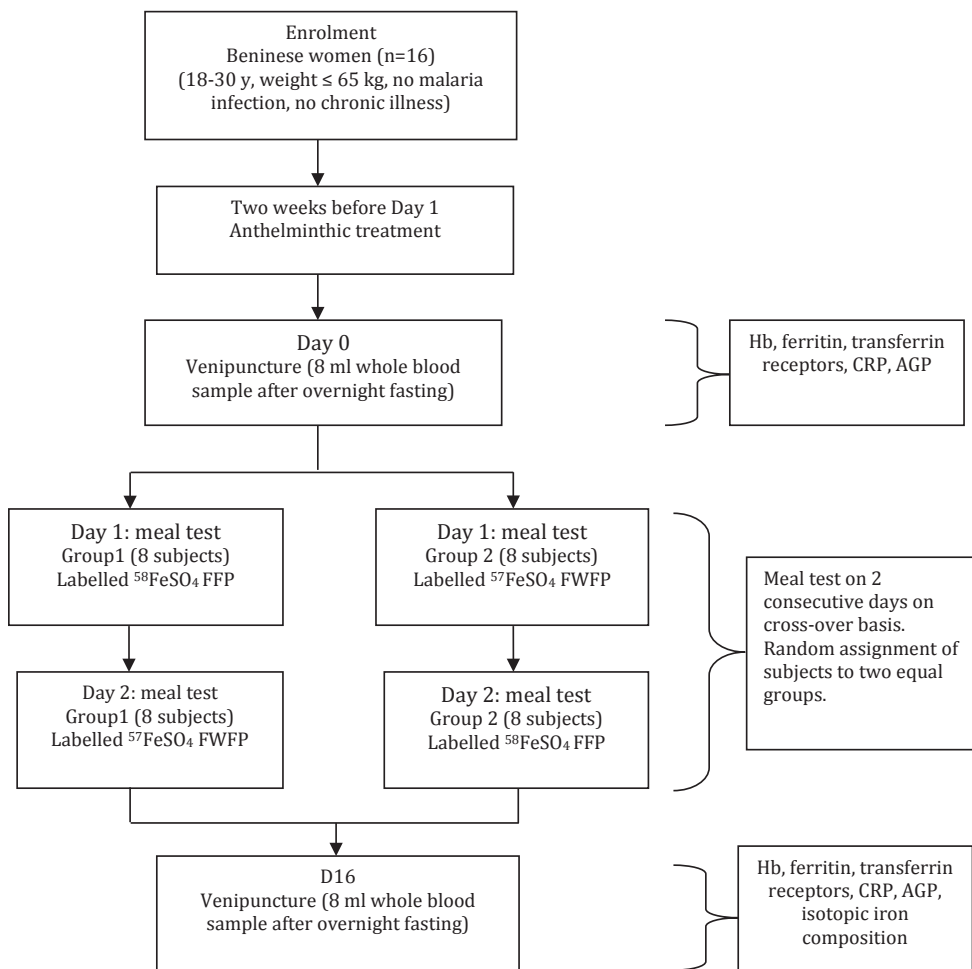 Enrolment
Beninese women (n=16)
(18-30 y, weight ≤ 65 kg, no malaria
infection, no chronic illness)
Two weeks before Day 1
Anthelminthic treatment
Day 0
Venipuncture (8 ml whole blood
sample after overnight fasting)
Hb, ferritin, transferrin
receptors, CRP, AGP
Day 1: meal test
Group1 (8 subjects)
Labelled ⁵⁸FeSO₄ FFP
Day 1: meal test
Group 2 (8 subjects)
Labelled ⁵⁷FeSO₄ FWFP
Day 2: meal test
Group1 (8 subjects)
Labelled ⁵⁷FeSO₄ FWFP
Day 2: meal test
Group 2 (8 subjects)
Labelled ⁵⁸FeSO₄ FFP
Meal test on 2
consecutive days on
cross-over basis.
Random assignment of
subjects to two equal
groups.
D16
Venipuncture (8 ml whole blood
sample after overnight fasting)
Hb, ferritin, transferrin
receptors, CRP, AGP,
isotopic iron
composition